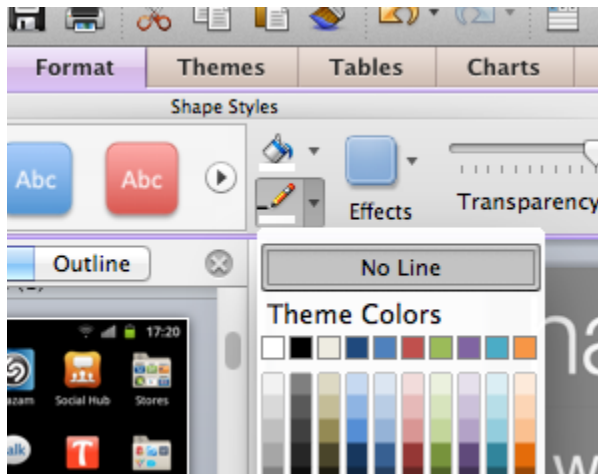 Format Themes Tables Charts
Shape Styles
Abc Abc
Effects Transparency
Outline
No Line
Theme Colors
17:20
Social Hub Stores